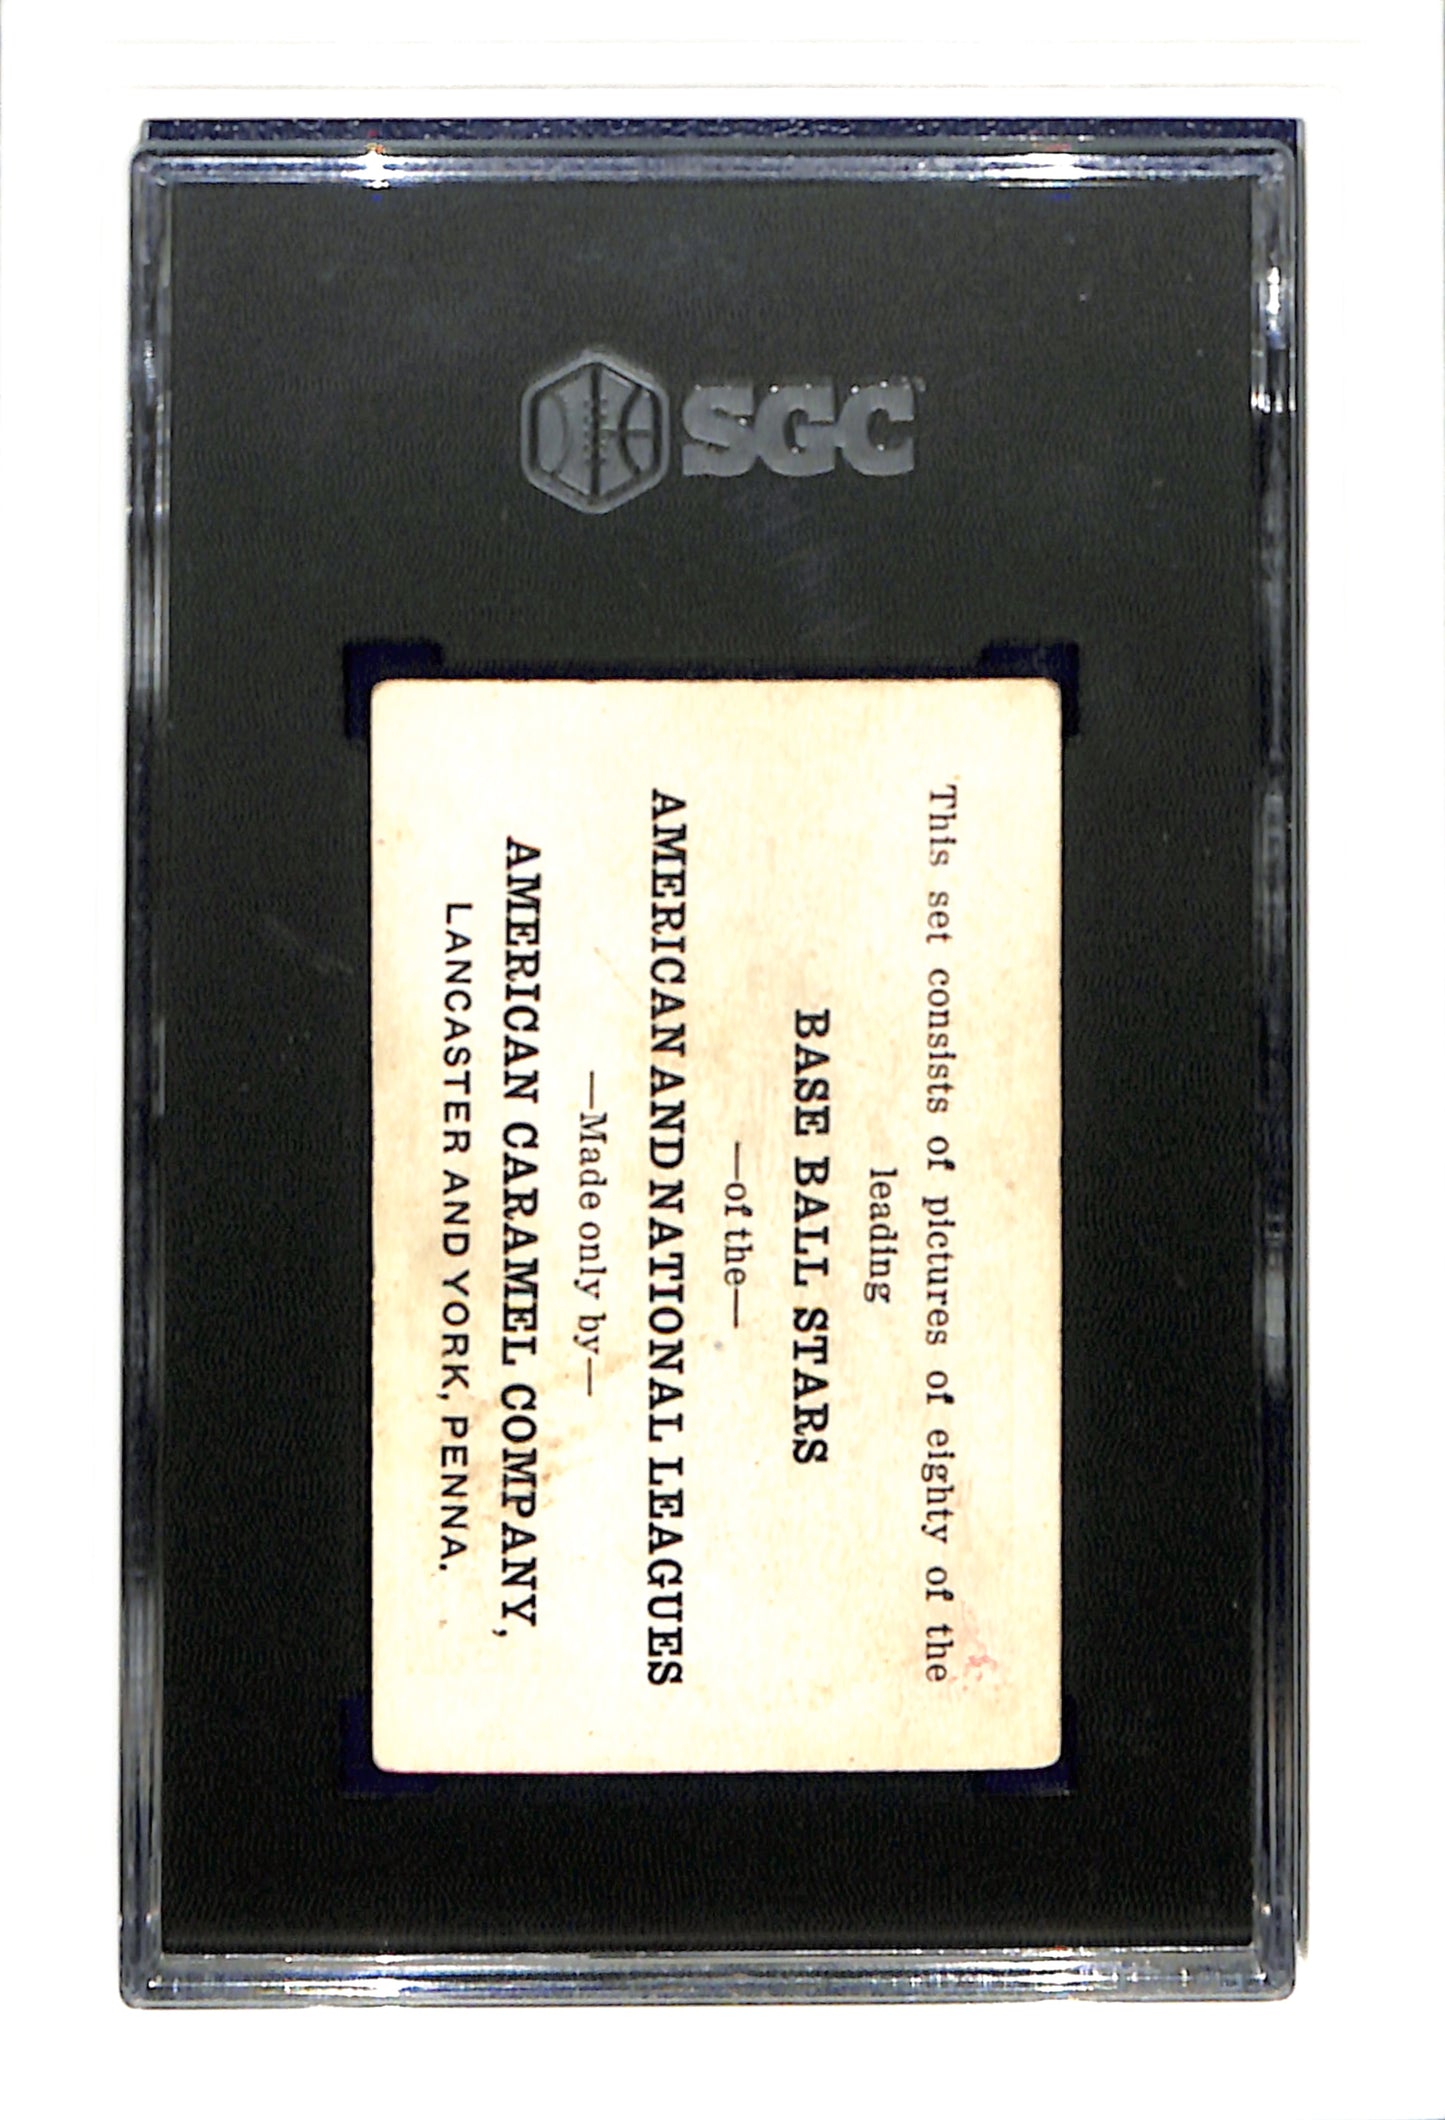 SGC
This set consists of pictures of eighty of the
leading
BASE BALL STARS
—of the—
AMERICAN AND NATIONAL LEAGUES
—Made only by—
AMERICAN CARAMEL COMPANY,
LANCASTER AND YORK, PENNA.